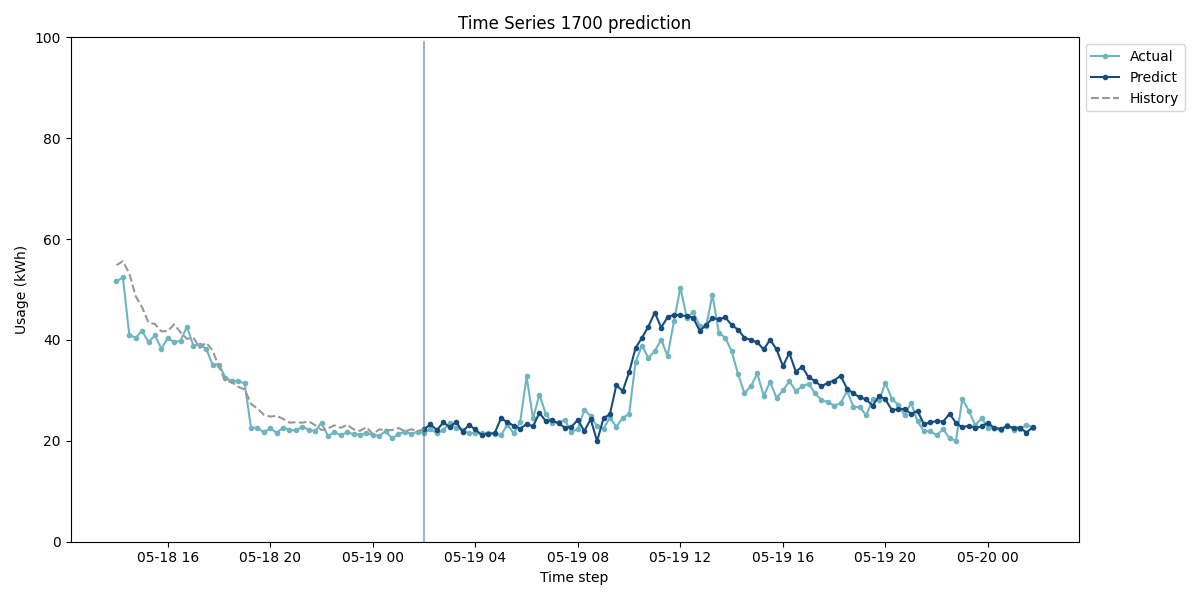 Time Series 1700 prediction
100
80
60
40
20
0
Usage (kWh)
05-18 16
05-18 20
05-19 00
05-19 04
05-19 08
05-19 12
05-19 16
05-19 20
05-20 00
Time step
Actual
Predict
History